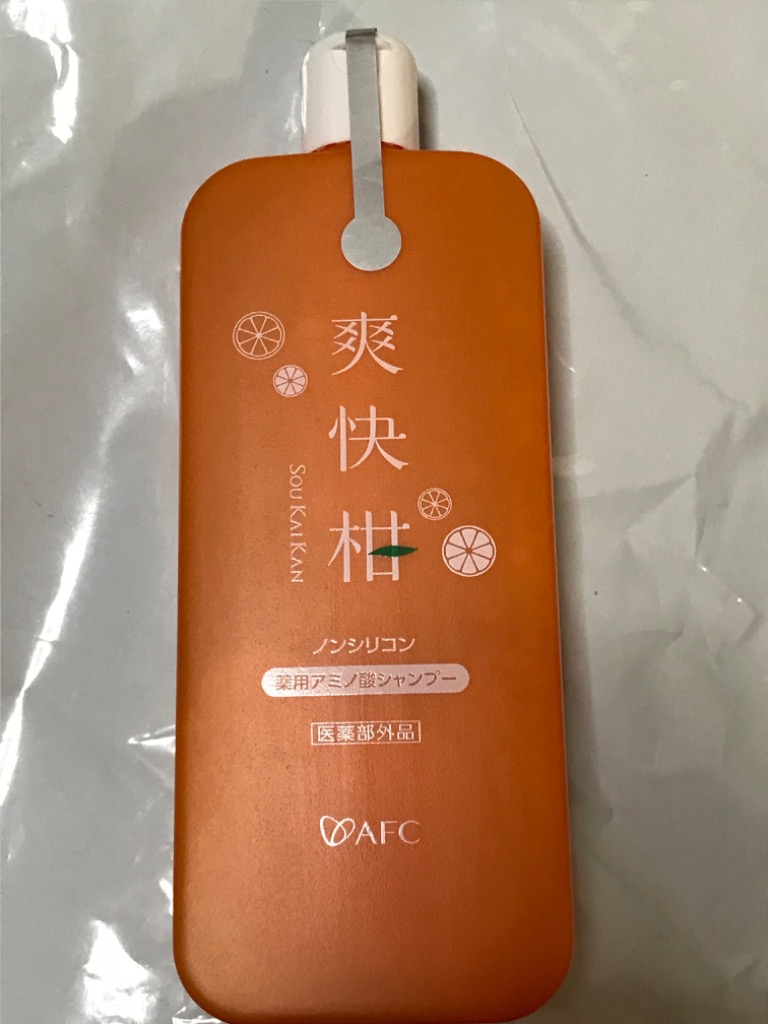 爽快柑
SOU KAI KAN
ノンシリコン
薬用アミノ酸シャンプー
医薬部外品
AFC